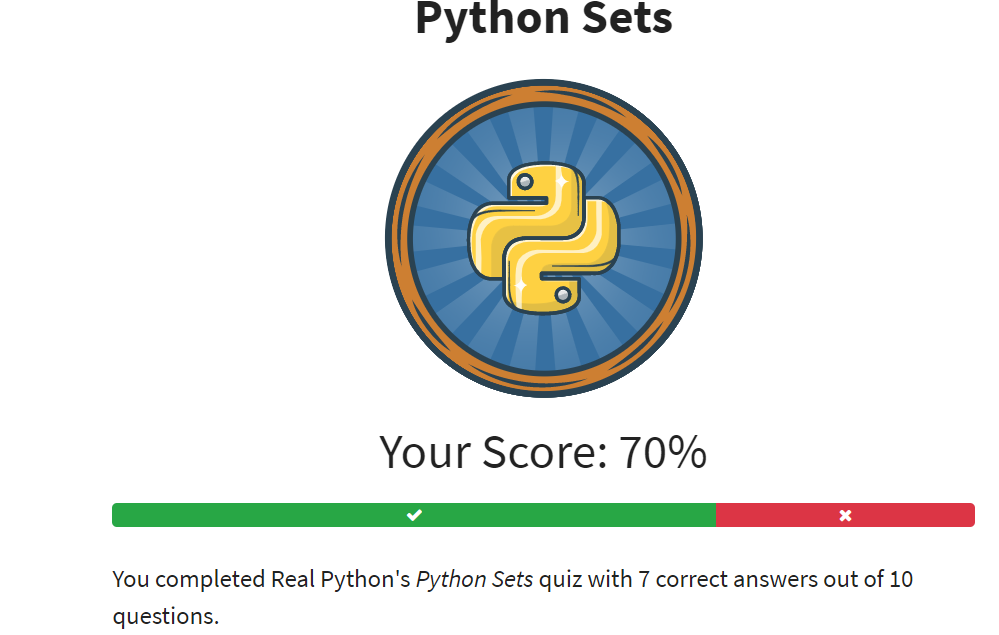 Python Sets
Your Score: 70%
You completed Real Python's Python Sets quiz with 7 correct answers out of 10
questions.